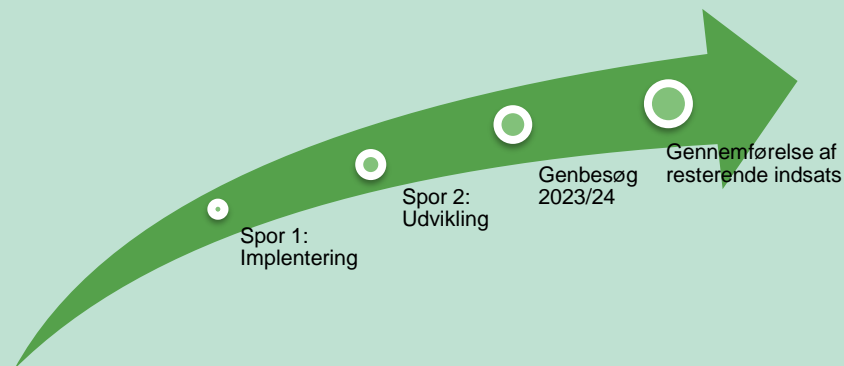 Spor 1:
Implentering
Spor 2:
Udvikling
Genbesøg
2023/24
Gennemførelse af
resterende indsats